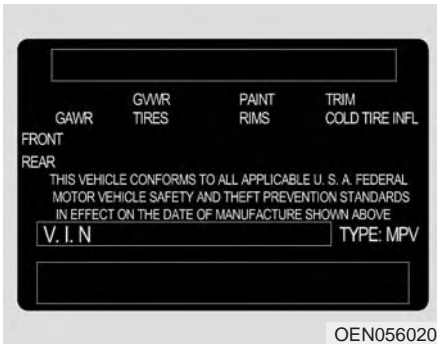 GVWR PAINT TRIM
GAWR TIRES RIMS COLD TIRE INFL
FRONT
REAR
THIS VEHICLE CONFORMS TO ALL APPLICABLE U. S. A. FEDERAL
MOTOR VEHICLE SAFETY AND THEFT PREVENTION STANDARDS
IN EFFECT ON THE DATE OF MANUFACTURE SHOWN ABOVE
V. I. N TYPE: MPV
OEN056020